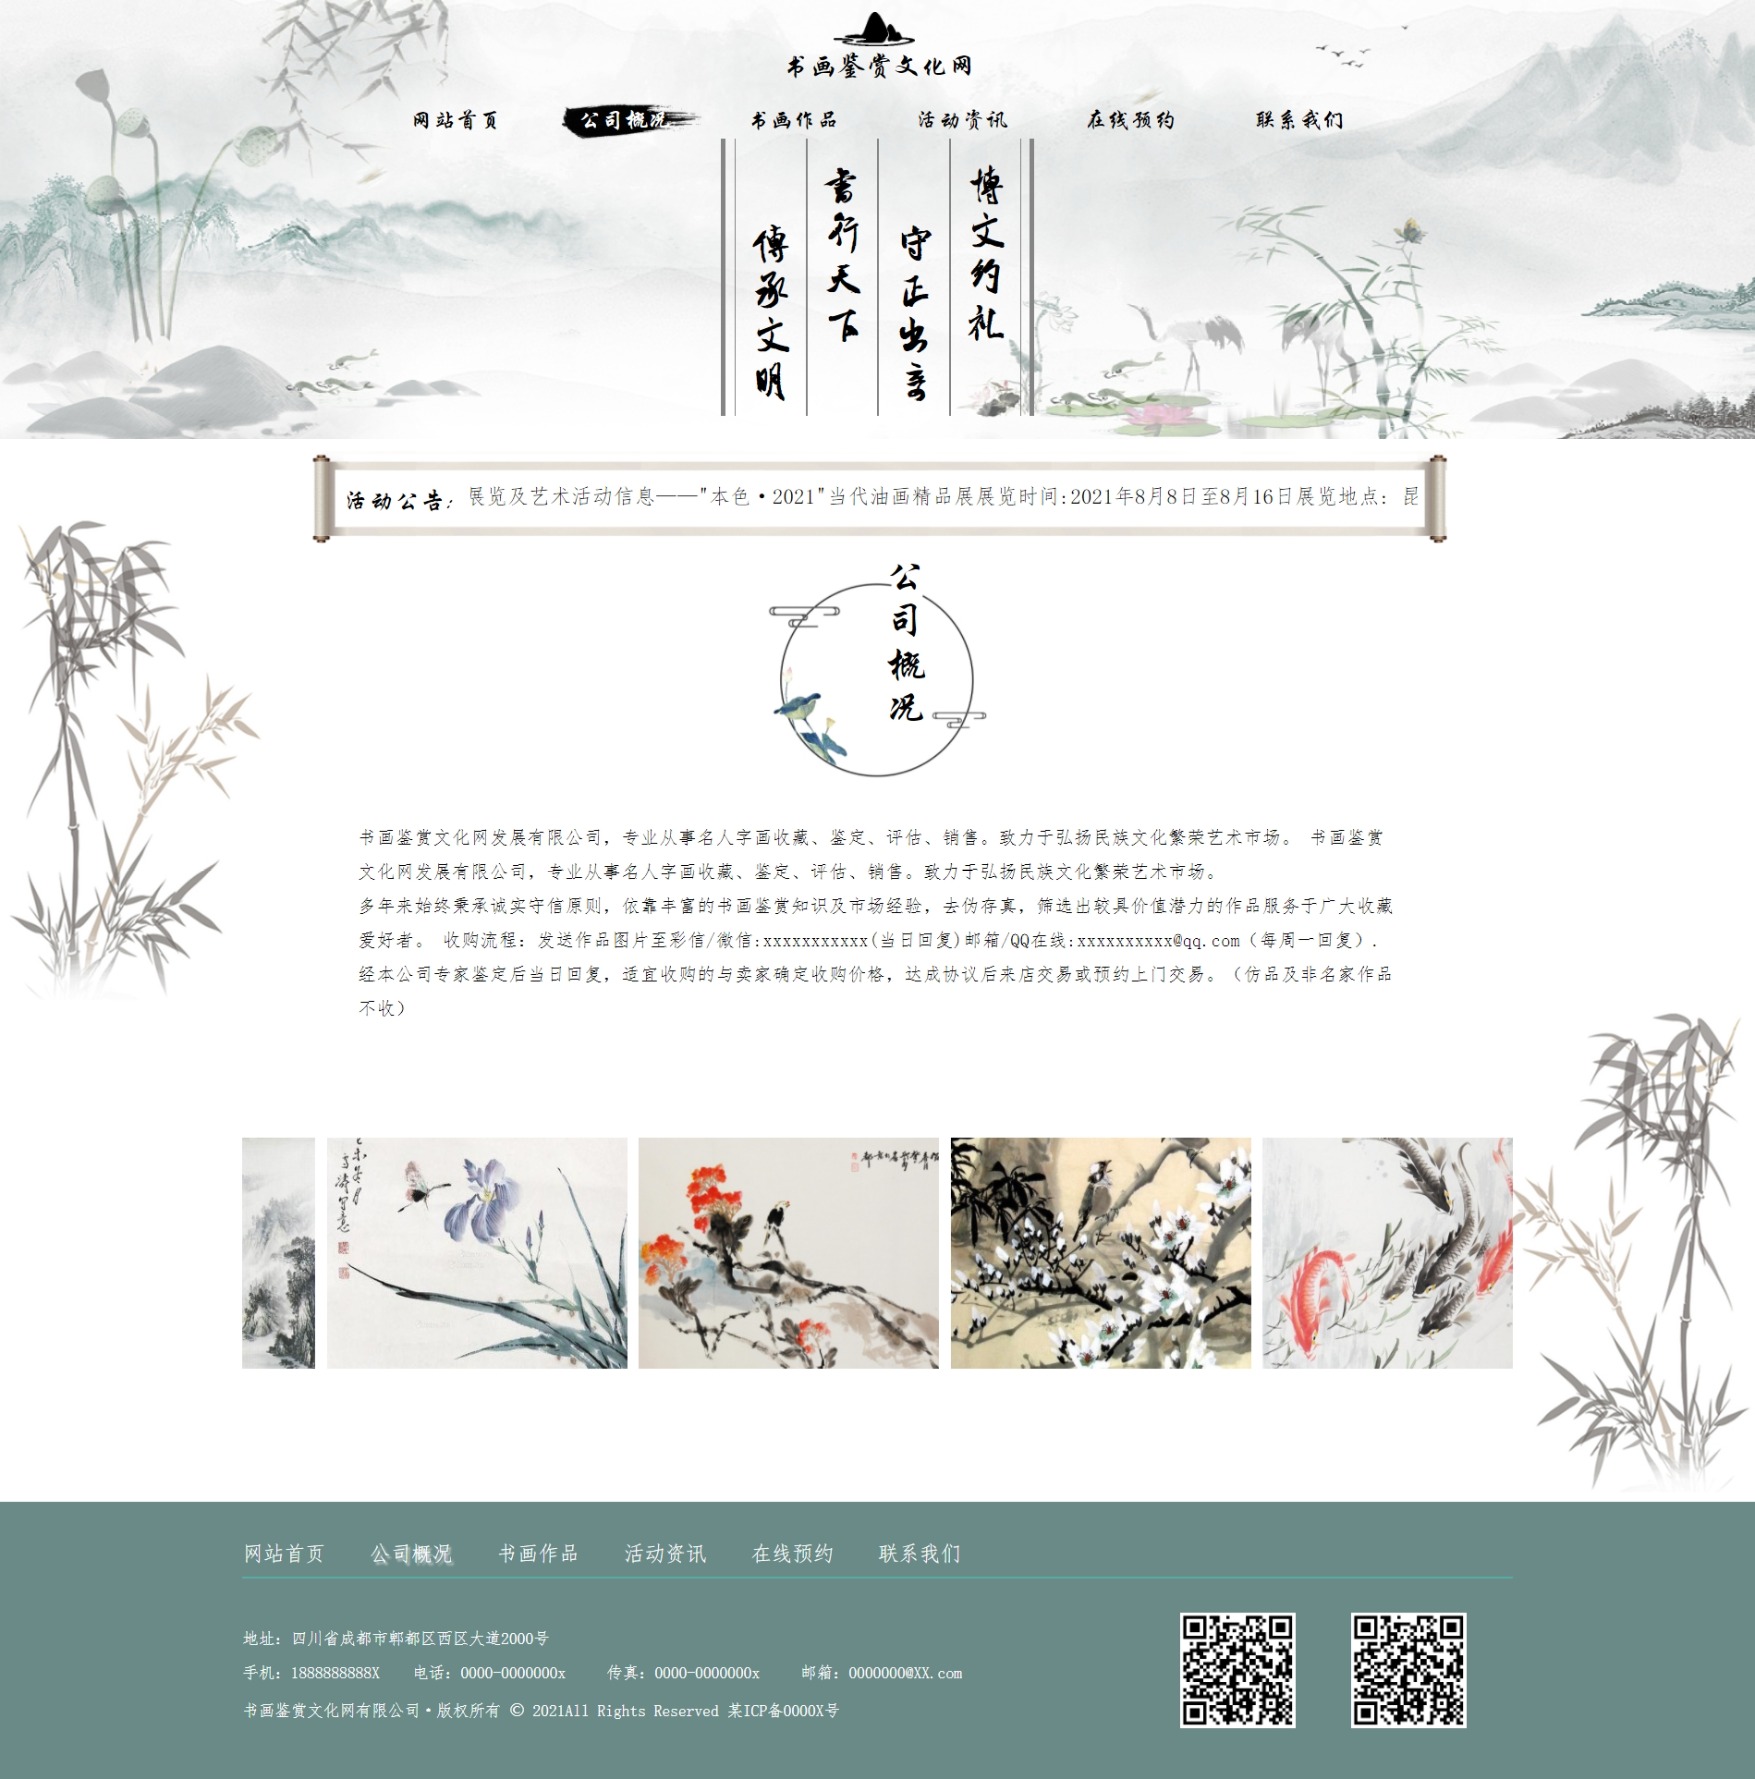 书画鉴赏文化网
网站首页
公司概况
书画作品
活动资讯
在线预约
联系我们
博文约礼
守正出奇
書行天下
傳承文明
活动公告：
展览及艺术活动信息——"本色·2021"当代油画精品展展览时间:2021年8月8日至8月16日展览地点: 昆
公司概况
书画鉴赏文化网发展有限公司，专业从事名人字画收藏、鉴定、评估、销售。致力于弘扬民族文化繁荣艺术市场。 书画鉴赏
文化网发展有限公司，专业从事名人字画收藏、鉴定、评估、销售。致力于弘扬民族文化繁荣艺术市场。
多年来始终秉承诚实守信原则，依靠丰富的书画鉴赏知识及市场经验，去伪存真，筛选出较具价值潜力的作品服务于广大收藏
爱好者。 收购流程：发送作品图片至彩信/微信:xxxxxxxxxxx(当日回复)邮箱/QQ在线:xxxxxxxxxx@qq.com（每周一回复）.
经本公司专家鉴定后当日回复，适宜收购的与卖家确定收购价格，达成协议后来店交易或预约上门交易。（仿品及非名家作品
不收）
网站首页
公司概况
书画作品
活动资讯
在线预约
联系我们
地址：四川省成都市郫都区西区大道2000号
手机：1888888888X 电话：0000-0000000x 传真：0000-0000000x 邮箱：0000000@XX.com
书画鉴赏文化网有限公司·版权所有 © 2021All Rights Reserved 某ICP备0000X号